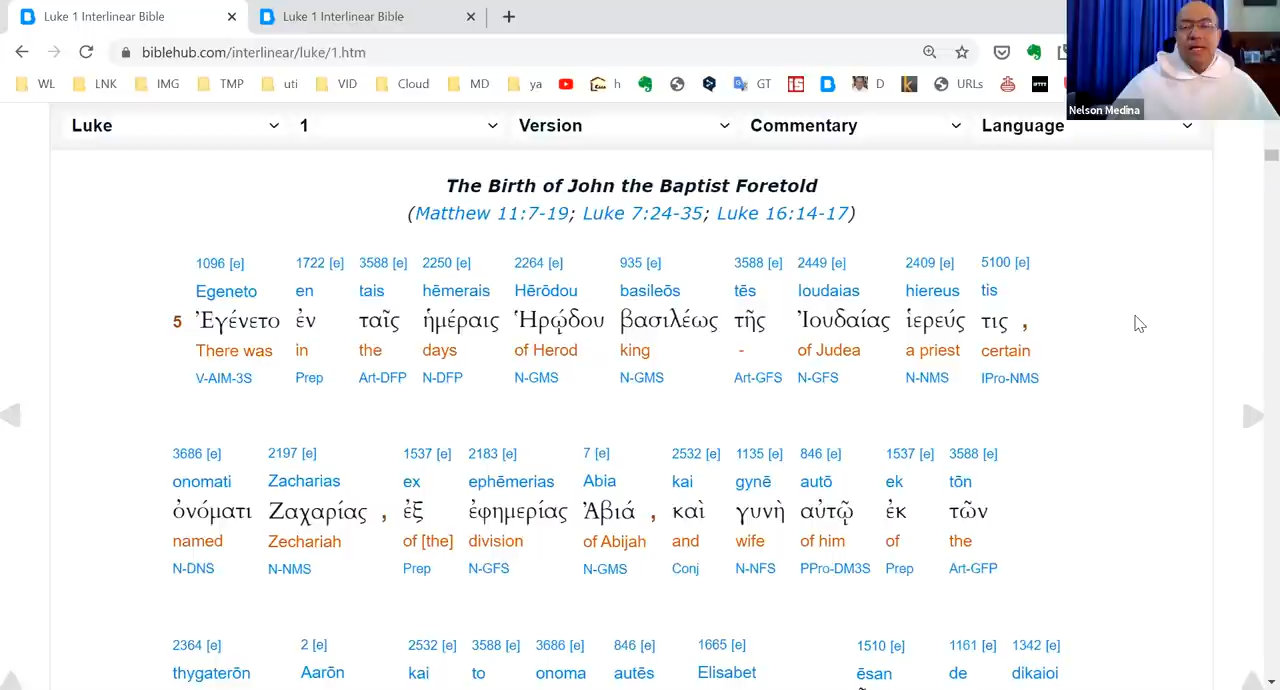 Luke 1 Interlinear Bible Luke 1 Interlinear Bible
biblehub.com/interlinear/luke/1.htm
WL LNK IMG TMP uti VID Cloud MD ya h GT D URLs
Nelson Medina
Luke 1 Version Commentary Language
The Birth of John the Baptist Foretold
(Matthew 11:7-19; Luke 7:24-35; Luke 16:14-17)
1096 [e] 1722 [e] 3588 [e] 2250 [e] 2264 [e] 935 [e] 3588 [e] 2449 [e] 2409 [e] 5100 [e]
Egeneto en tais hēmerais Hērōdou basileōs tēs Ioudaias hiereus tis
5 Ἐγένετο ἐν ταῖς ἡμέραις Ἡρῴδου βασιλέως τῆς Ἰουδαίας ἱερεύς τις ,
There was in the days of Herod king - of Judea a priest certain
V-AIM-3S Prep Art-DFP N-DFP N-GMS N-GMS Art-GFS N-GFS N-NMS IPro-NMS
3686 [e] 2197 [e] 1537 [e] 2183 [e] 7 [e] 2532 [e] 1135 [e] 846 [e] 1537 [e] 3588 [e]
onomati Zacharias ex ephēmerias Abia kai gynē autō ek tōn
ὀνόματι Ζαχαρίας , ἐξ ἐφημερίας Ἀβιά , καὶ γυνὴ αὐτῷ ἐκ τῶν
named Zechariah of [the] division of Abijah and wife of him of the
N-DNS N-NMS Prep N-GFS N-GMS Conj N-NFS PPro-DM3S Prep Art-GFP
2364 [e] 2 [e] 2532 [e] 3588 [e] 3686 [e] 846 [e] 1665 [e] 1510 [e] 1161 [e] 1342 [e]
thygaterōn Aarōn kai to onoma autēs Elisabet ēsan de dikaioi